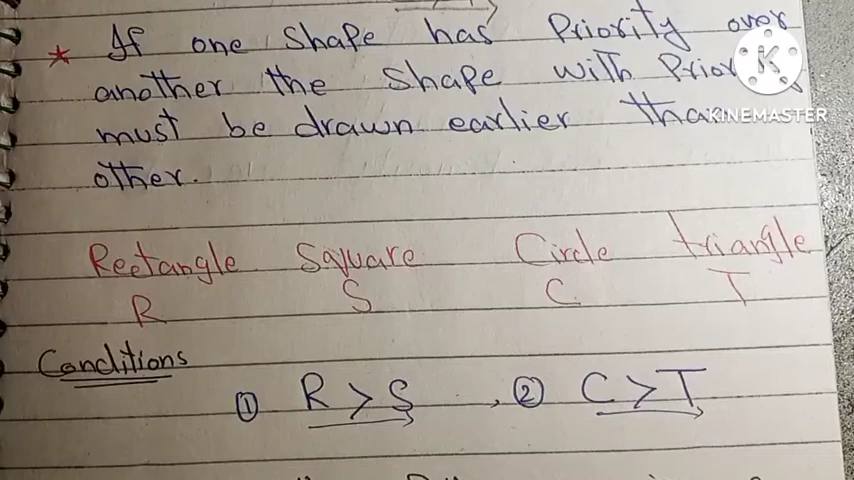 * If one shape has Priority over
another the shape with
must be drawn earlier than
other.
Rectangle Square Circle triangle
R S C T
Conditions
① R > S , ② C > T
K
KINEMASTER